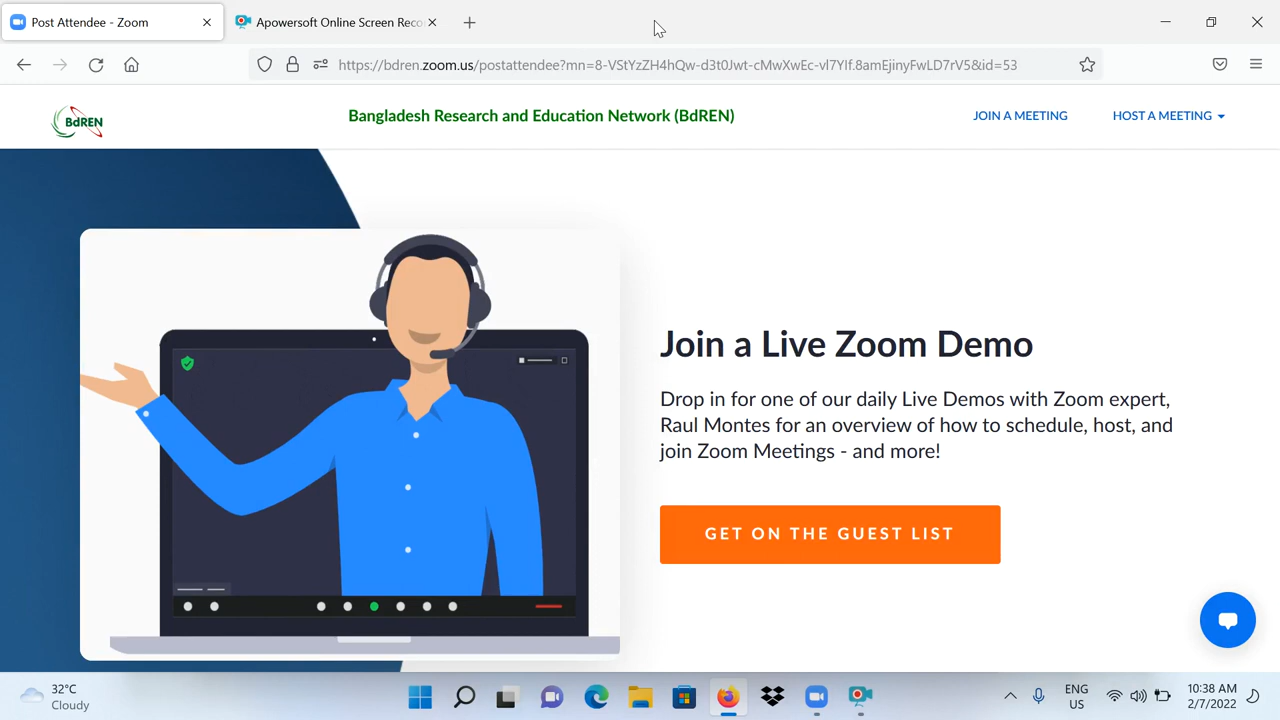 Post Attendee - Zoom
Apowersoft Online Screen Reco
https://bdren.zoom.us/postattendee?mn=8-VStYzZH4hQw-d3t0Jwt-cMwXwEc-vl7YIf.8amEjinyFwLD7rV5&id=53
BdREN
Bangladesh Research and Education Network (BdREN)
JOIN A MEETING
HOST A MEETING
Join a Live Zoom Demo
Drop in for one of our daily Live Demos with Zoom expert,
Raul Montes for an overview of how to schedule, host, and
join Zoom Meetings - and more!
GET ON THE GUEST LIST
32°C
Cloudy
ENG
US
10:38 AM
2/7/2022